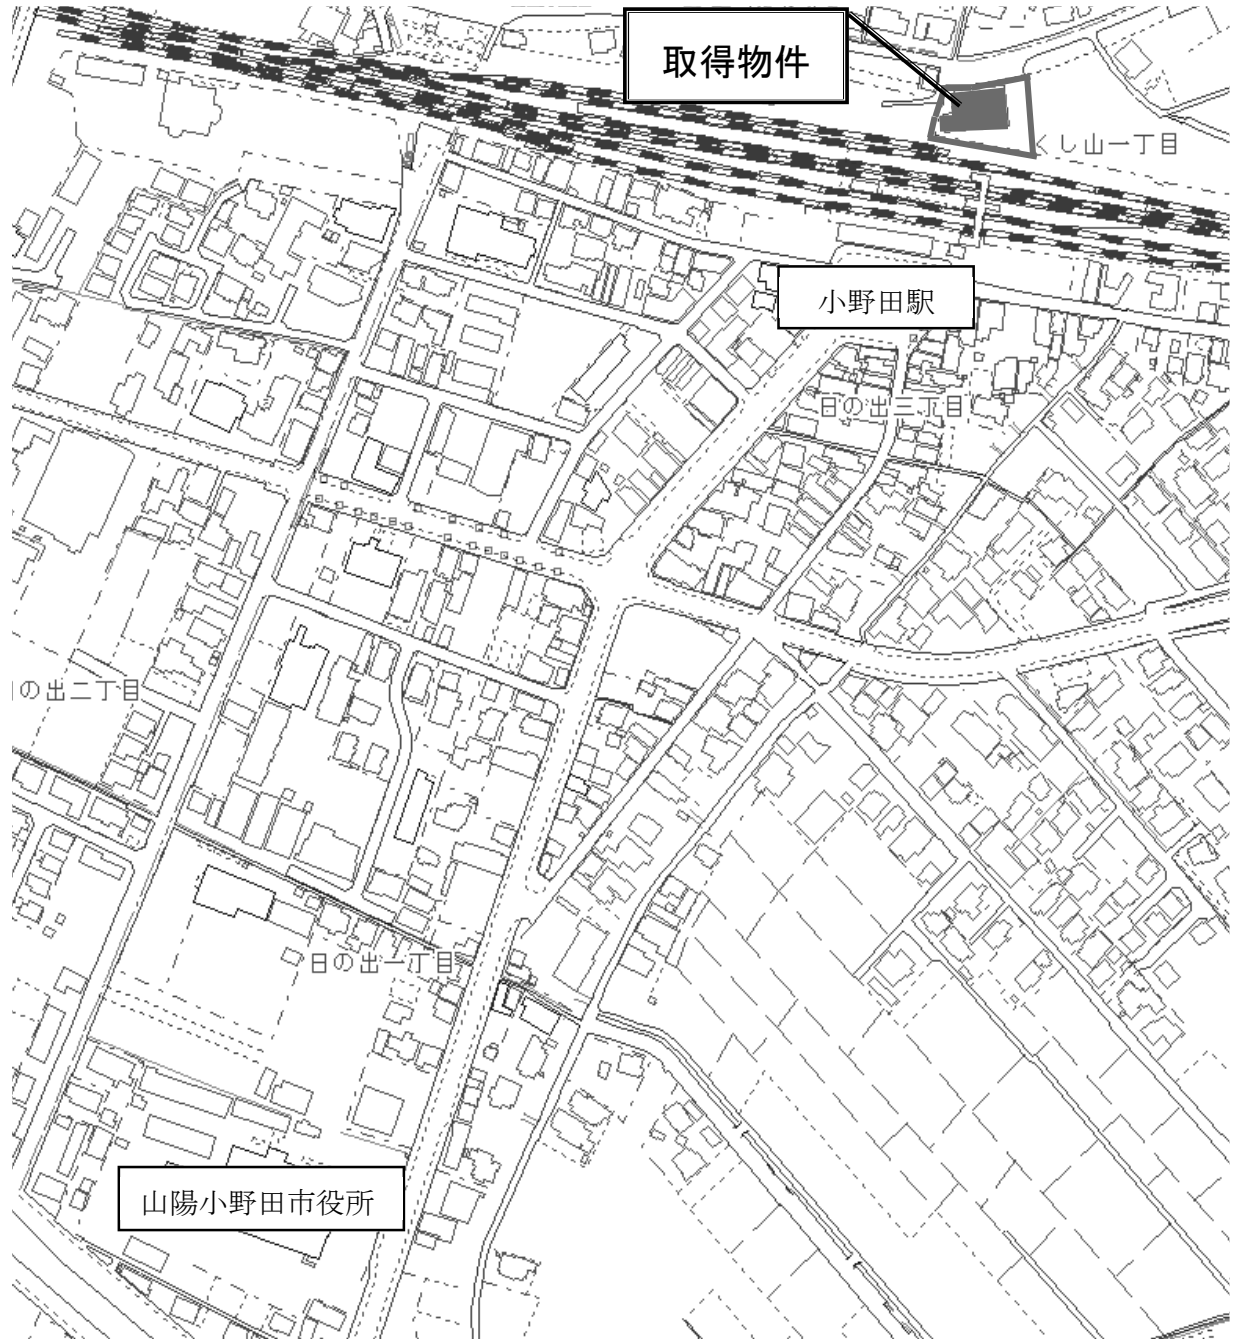 取得物件
くし山一丁目
小野田駅
日の出三丁目
の出二丁目
日の出一丁目
山陽小野田市役所